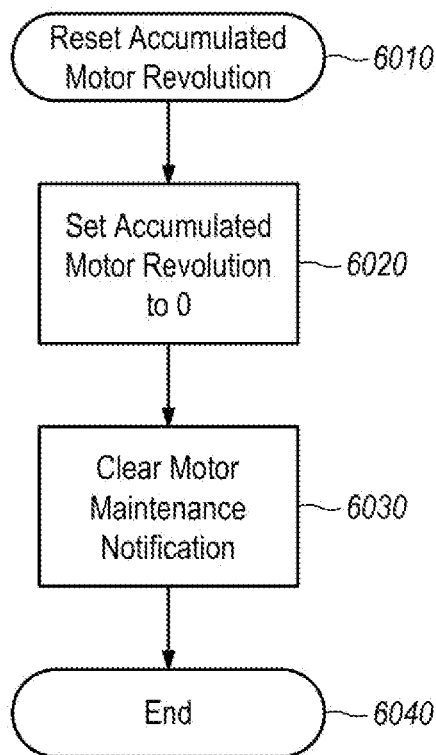 Reset Accumulated
Motor Revolution
6010
Set Accumulated
Motor Revolution
to 0
6020
Clear Motor
Maintenance
Notification
6030
End
6040